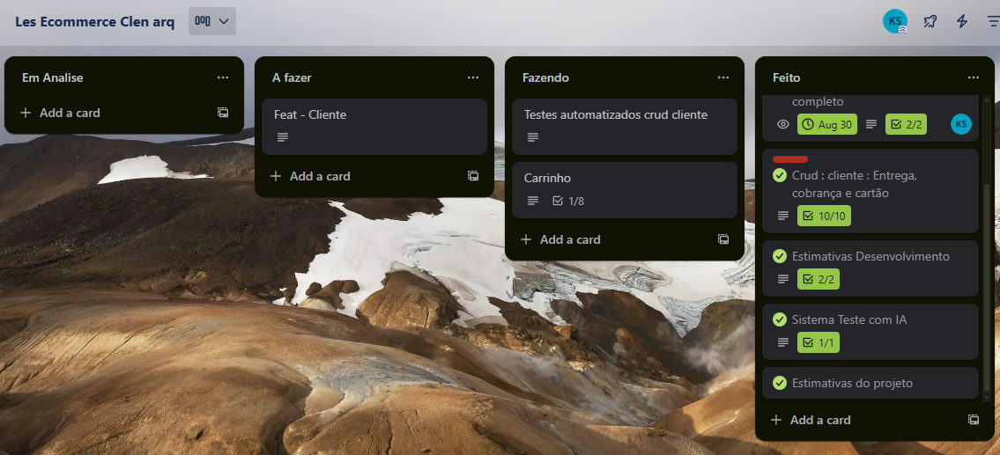 Les Ecommerce Clen arq
KS
Em Analise
Add a card
A fazer
Feat - Cliente
Add a card
Fazendo
Testes automatizados crud cliente
Carrinho
1/8
Add a card
Feito
completo
Aug 30
2/2
KS
Crud : cliente : Entrega,
cobrança e cartão
10/10
Estimativas Desenvolvimento
2/2
Sistema Teste com IA
1/1
Estimativas do projeto
Add a card